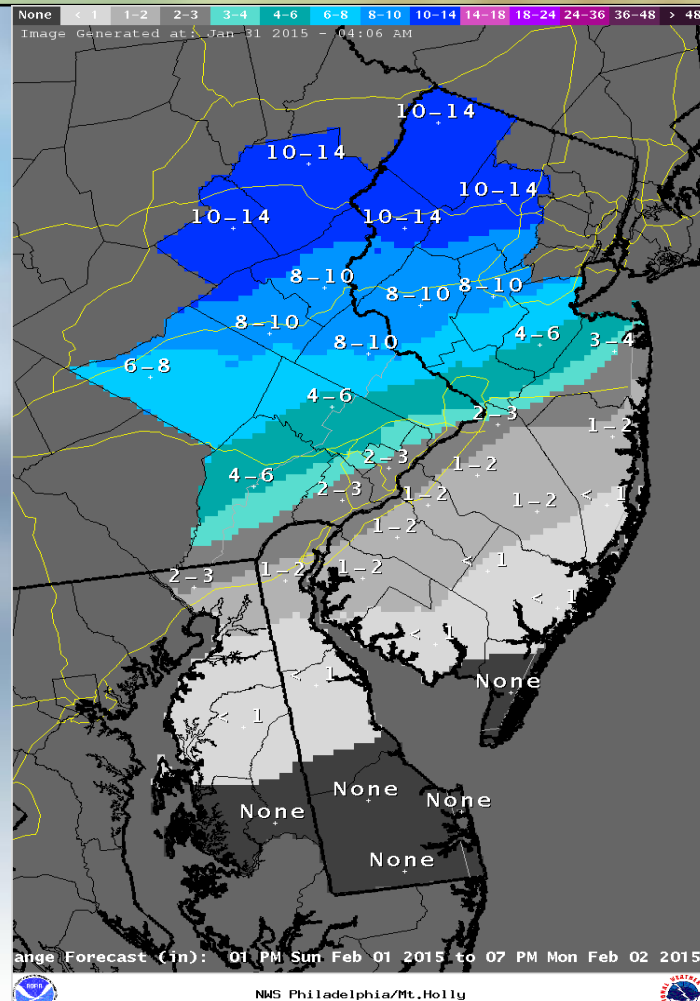 None < 1 1-2 2-3 3-4 4-6 6-8 8-10 10-14 14-18 18-24 24-36 36-48 > 48
Image Generated at: Jan 31 2015 - 04:06 AM
10-14
10-14
10-14
10-14 10-14
8-10
8-10 8-10
8-10
4-6
8-10 3-4
6-8
4-6
2-3
1-2
2-3
1-2
4-6
2-3
1-2 1-2 < 1
1-2
< 1
1-2 1-2
2-3
< 1
< 1
< 1 None
< 1
None
None None
None
ange Forecast (in): 01 PM Sun Feb 01 2015 to 07 PM Mon Feb 02 2015
NOAA
NWS Philadelphia/Mt.Holly